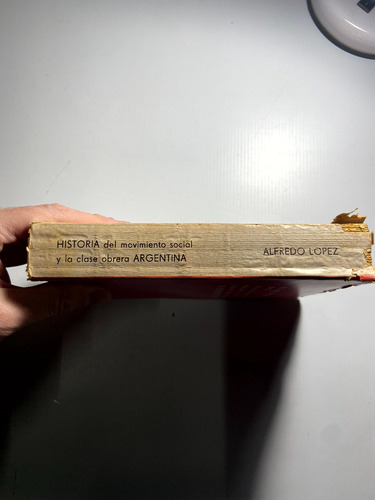 HISTORIA del movimiento social
y la clase obrera ARGENTINA
ALFREDO LOPEZ